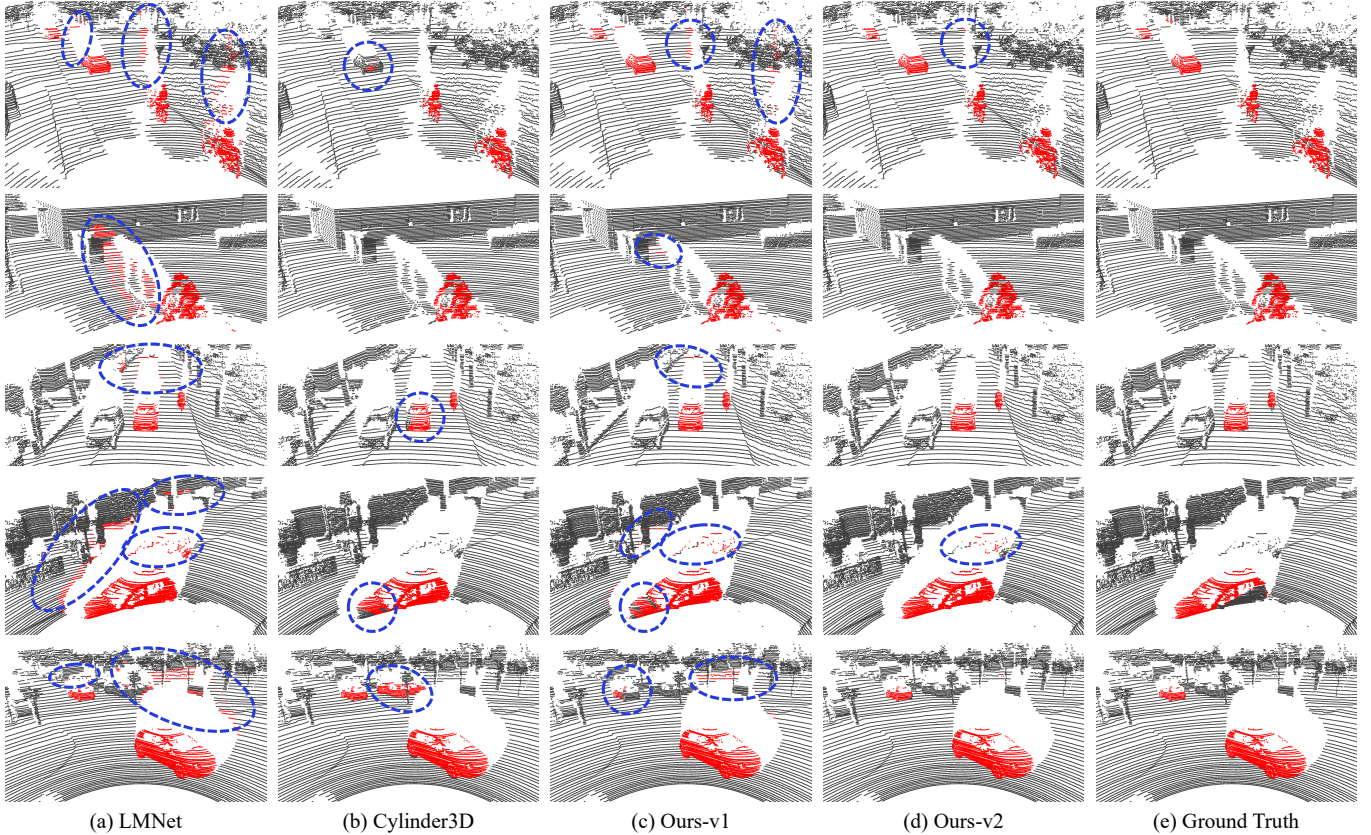 (a) LMNet
(b) Cylinder3D
(c) Ours-v1
(d) Ours-v2
(e) Ground Truth